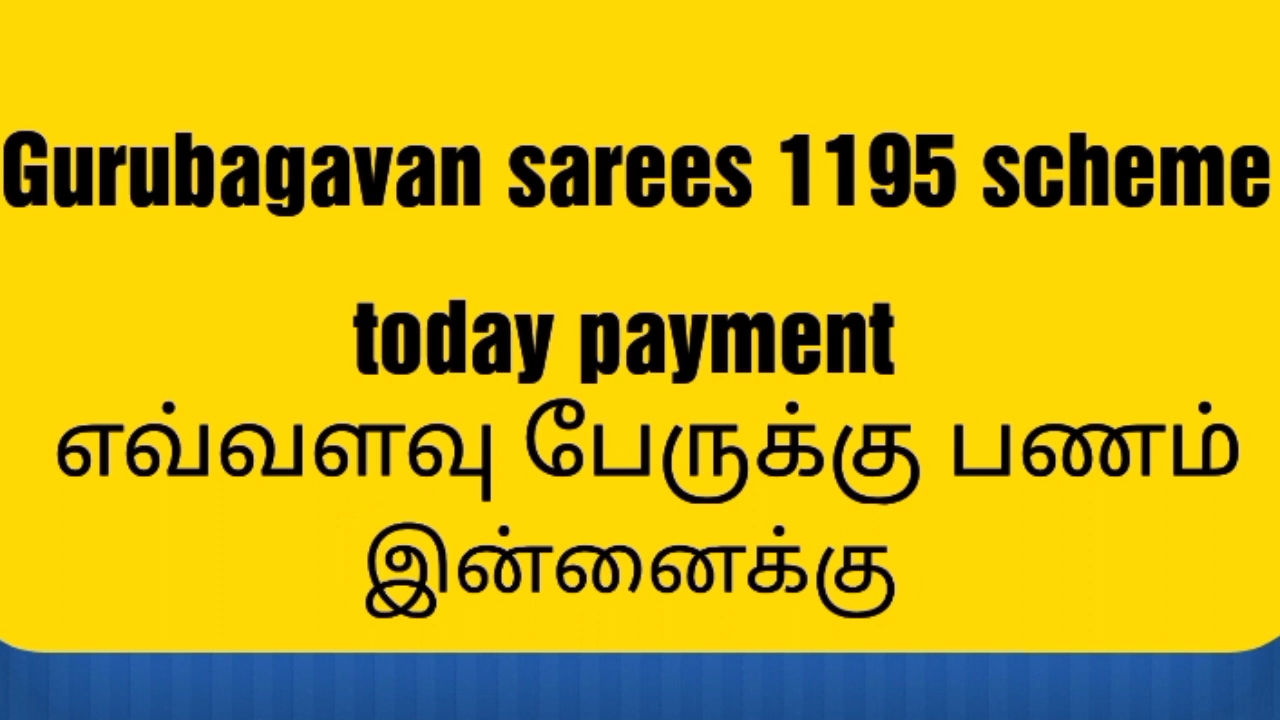 Gurubagavan sarees 1195 scheme
today payment
எவ்வளவு பேருக்கு பணம்
இன்னைக்கு